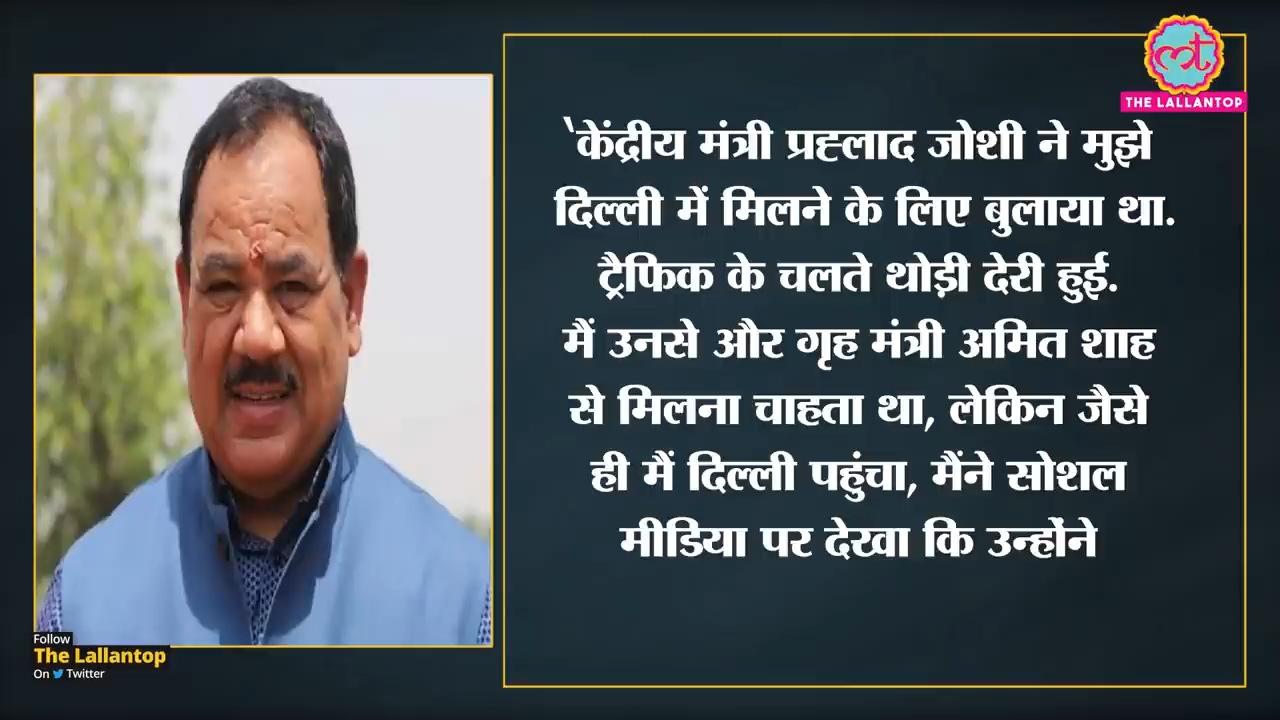 THE LALLANTOP
‘केंद्रीय मंत्री प्रह्लाद जोशी ने मुझे
दिल्ली में मिलने के लिए बुलाया था.
ट्रैफिक के चलते थोड़ी देरी हुई.
मैं उनसे और गृह मंत्री अमित शाह
से मिलना चाहता था, लेकिन जैसे
ही मैं दिल्ली पहुंचा, मैंने सोशल
मीडिया पर देखा कि उन्होंने
Follow
The Lallantop
On Twitter